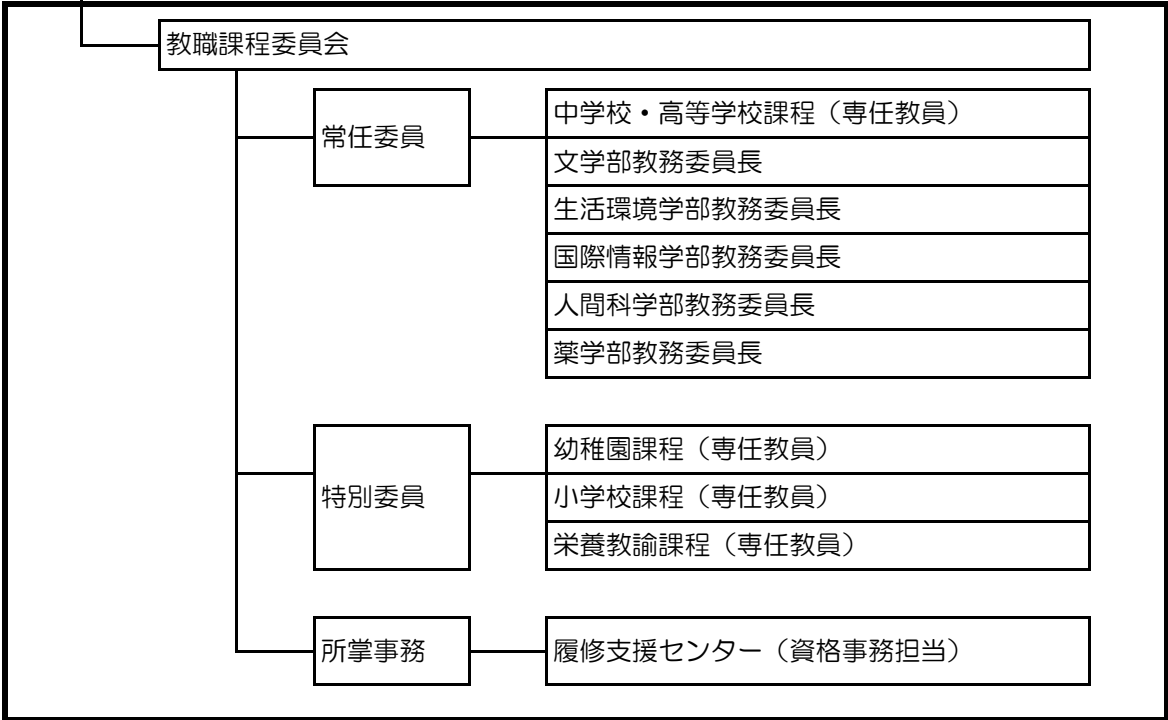 教職課程委員会
常任委員
中学校・高等学校課程（専任教員）
文学部教務委員長
生活環境学部教務委員長
国際情報学部教務委員長
人間科学部教務委員長
薬学部教務委員長
特別委員
幼稚園課程（専任教員）
小学校課程（専任教員）
栄養教諭課程（専任教員）
所掌事務
履修支援センター（資格事務担当）